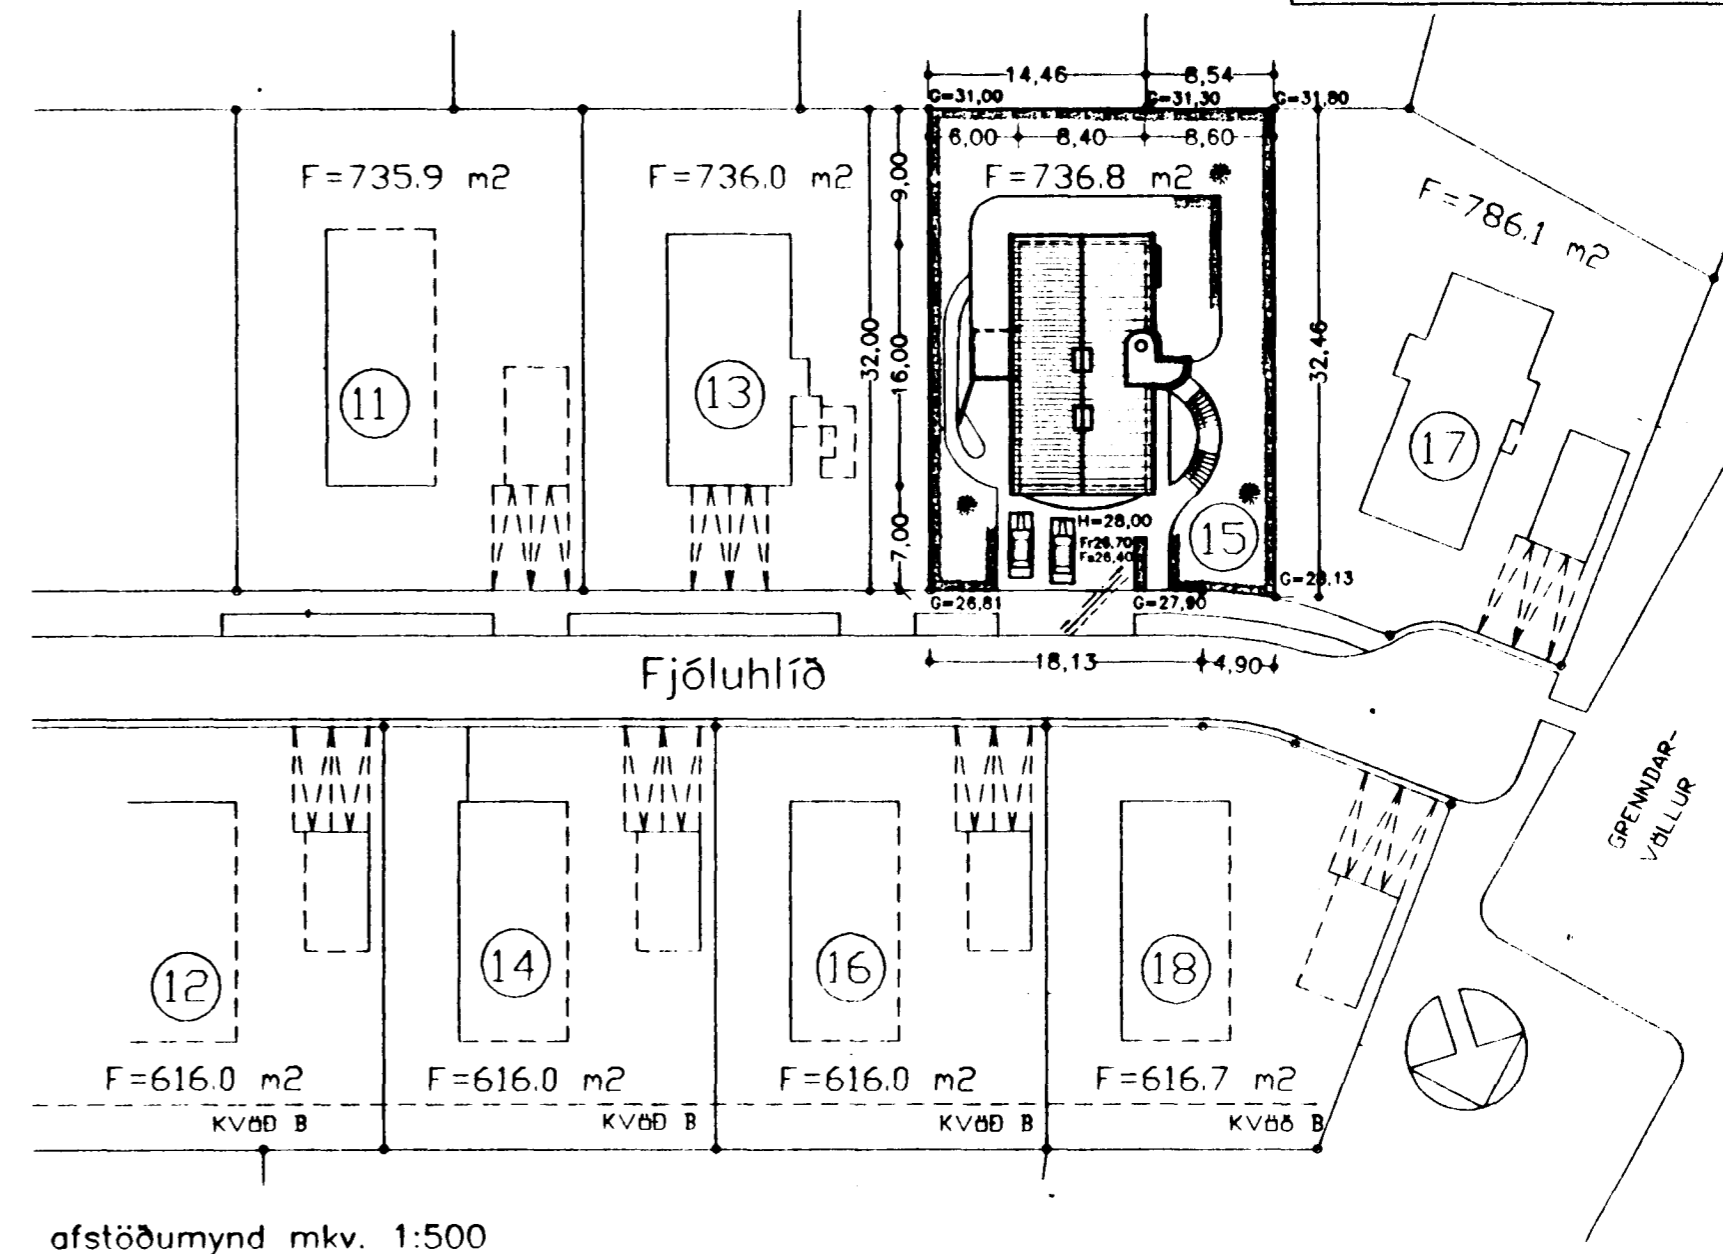 14,46 8,54
G=31,00 G=31,30 G=31,80
6,00 8,40 8,60
F=735.9 m2 F=736.0 m2 9,00 F=736.8 m2 F=786.1 m2
32,00 16,00 32,46
11 13 17
7,00 H=28,00 15
Fr26,70
Fa26,40
G=26,81 G=27,90 G=28,13
18,13 4,90
Fjóluhlíð
GRENNDAR-
VÖLLUR
12 14 16 18
F=616.0 m2 F=616.0 m2 F=616.0 m2 F=616.7 m2
KVÖÐ B KVÖÐ B KVÖÐ B KVÖÐ B
afstöðumynd mkv. 1:500